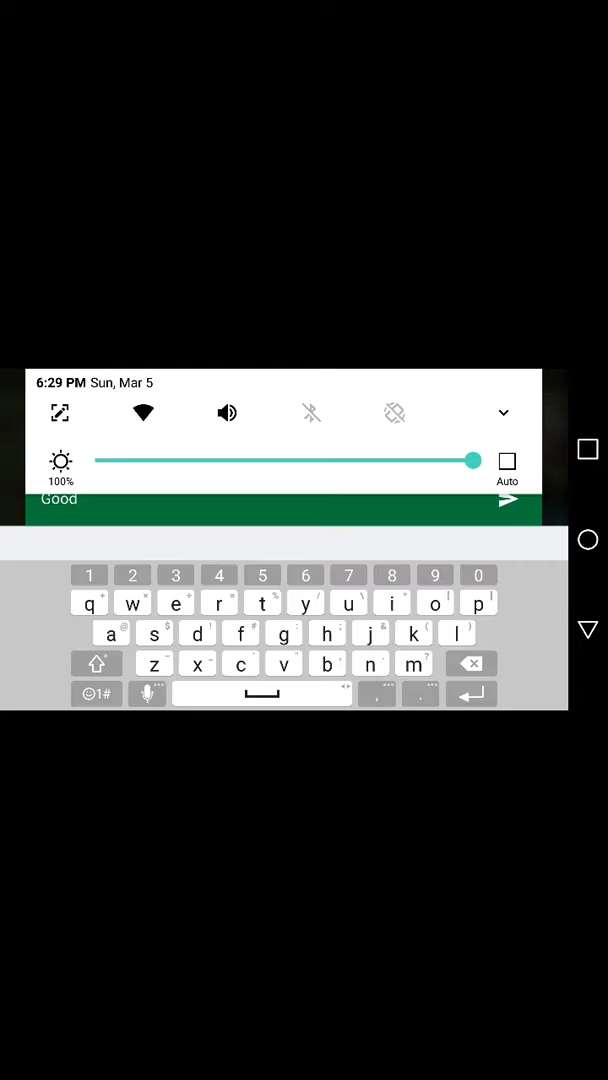 6:29 PM Sun, Mar 5
100%
Auto
Good
1 2 3 4 5 6 7 8 9 0
q w e r t y u i o p
a s d f g h j k l
z x c v b n m
1#